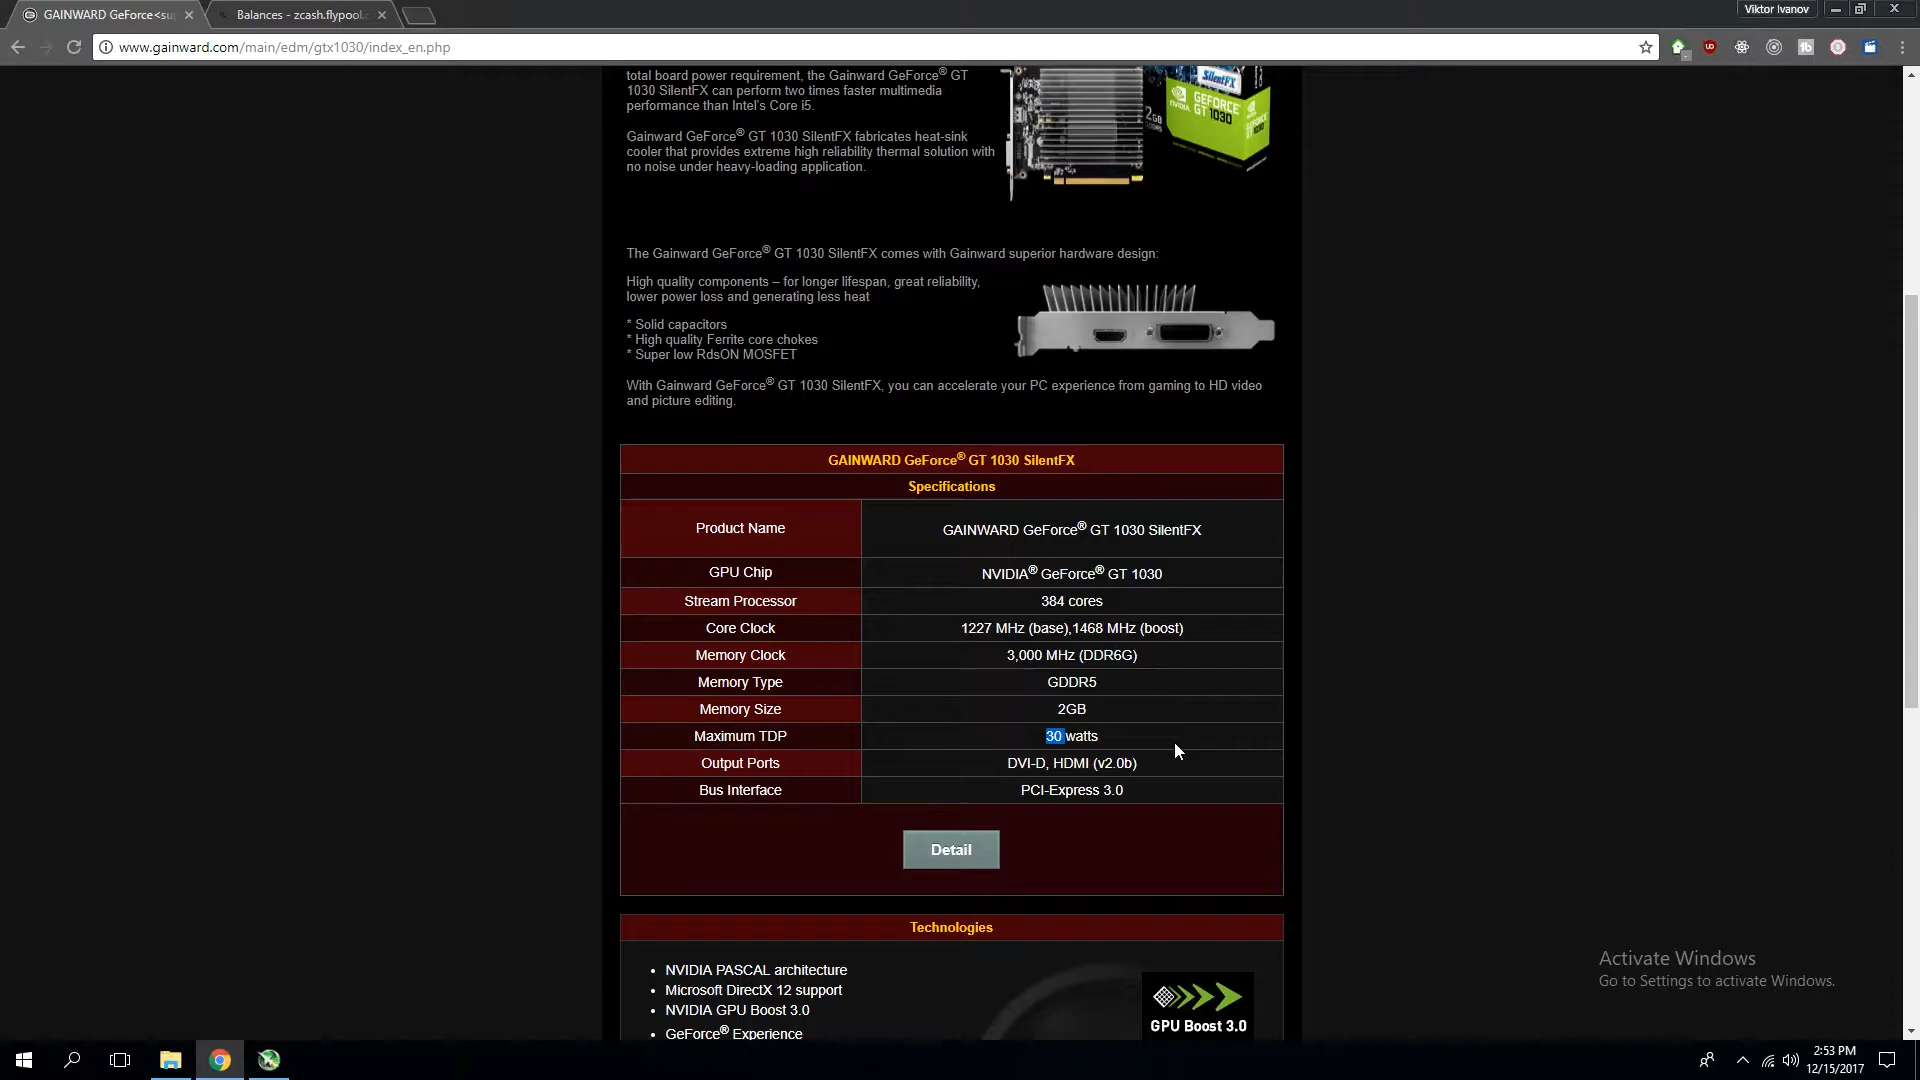 GAINWARD GeForce<su
Balances - zcash.flypool.c
Viktor Ivanov
www.gainward.com/main/edm/gtx1030/index_en.php
total board power requirement, the Gainward GeForce® GT
1030 SilentFX can perform two times faster multimedia
performance than Intel's Core i5.
Gainward GeForce® GT 1030 SilentFX fabricates heat-sink
cooler that provides extreme high reliability thermal solution with
no noise under heavy-loading application.
SilentFX
GEFORCE
GT 1030
2GB
The Gainward GeForce® GT 1030 SilentFX comes with Gainward superior hardware design:
High quality components – for longer lifespan, great reliability,
lower power loss and generating less heat
* Solid capacitors
* High quality Ferrite core chokes
* Super low RdsON MOSFET
With Gainward GeForce® GT 1030 SilentFX, you can accelerate your PC experience from gaming to HD video
and picture editing.
GAINWARD GeForce® GT 1030 SilentFX
Specifications
Product Name GAINWARD GeForce® GT 1030 SilentFX
GPU Chip NVIDIA® GeForce® GT 1030
Stream Processor 384 cores
Core Clock 1227 MHz (base),1468 MHz (boost)
Memory Clock 3,000 MHz (DDR6G)
Memory Type GDDR5
Memory Size 2GB
Maximum TDP 30 watts
Output Ports DVI-D, HDMI (v2.0b)
Bus Interface PCI-Express 3.0
Detail
Technologies
• NVIDIA PASCAL architecture
• Microsoft DirectX 12 support
• NVIDIA GPU Boost 3.0
• GeForce® Experience
GPU Boost 3.0
Activate Windows
Go to Settings to activate Windows.
2:53 PM
12/15/2017